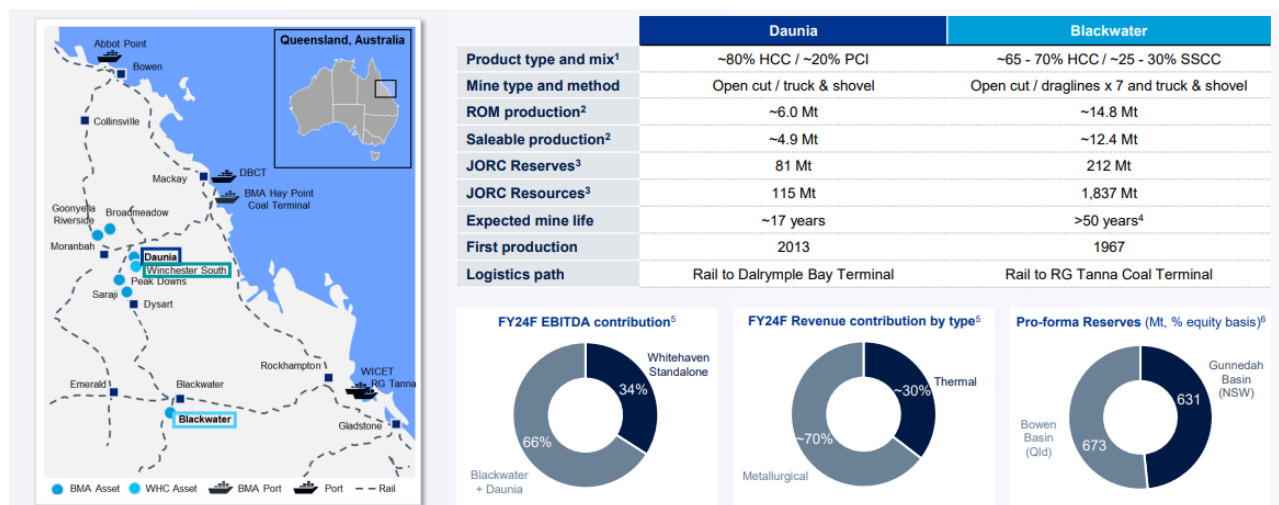 Abbot Point
Queensland, Australia
Bowen
Collinsville
Mackay
DBCT
BMA Hay Point
Coal Terminal
Goonyella
Riverside
Broadmeadow
Moranbah
Daunia
Winchester South
Peak Downs
Saraji
Dysart
Rockhampton
WICET
RG Tanna
Emerald
Blackwater
Blackwater
Gladstone
BMA Asset WHC Asset BMA Port Port Rail
Daunia Blackwater
Product type and mix¹ ~80% HCC / ~20% PCI ~65 - 70% HCC / ~25 - 30% SSCC
Mine type and method Open cut / truck & shovel Open cut / draglines x 7 and truck & shovel
ROM production² ~6.0 Mt ~14.8 Mt
Saleable production² ~4.9 Mt ~12.4 Mt
JORC Reserves³ 81 Mt 212 Mt
JORC Resources³ 115 Mt 1,837 Mt
Expected mine life ~17 years >50 years⁴
First production 2013 1967
Logistics path Rail to Dalrymple Bay Terminal Rail to RG Tanna Coal Terminal
FY24F EBITDA contribution⁵
Whitehaven
Standalone
34%
66%
Blackwater
+ Daunia
FY24F Revenue contribution by type⁵
Thermal
~30%
~70%
Metallurgical
Pro-forma Reserves (Mt, % equity basis)⁶
Gunnedah
Basin
(NSW)
631
Bowen
Basin
(Qld)
673